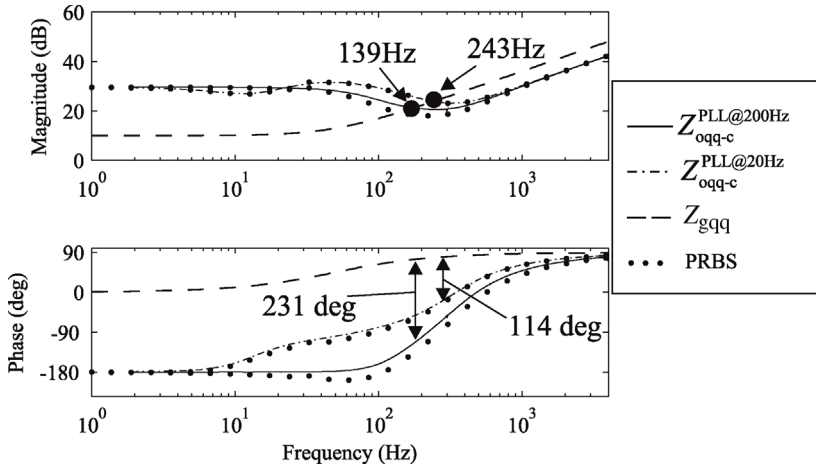 60
40
20
0
Magnitude (dB)
139Hz
243Hz
10^0
10^1
10^2
10^3
90
0
-90
-180
Phase (deg)
231 deg
114 deg
10^0
10^1
10^2
10^3
Frequency (Hz)
Z_oqq-c^PLL@200Hz
Z_oqq-c^PLL@20Hz
Z_gqq
PRBS